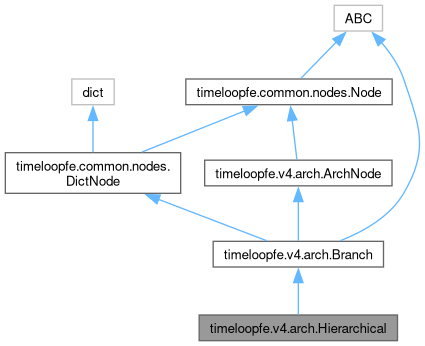 ABC
dict
timeloopfe.common.nodes.Node
timeloopfe.common.nodes.
DictNode
timeloopfe.v4.arch.ArchNode
timeloopfe.v4.arch.Branch
timeloopfe.v4.arch.Hierarchical